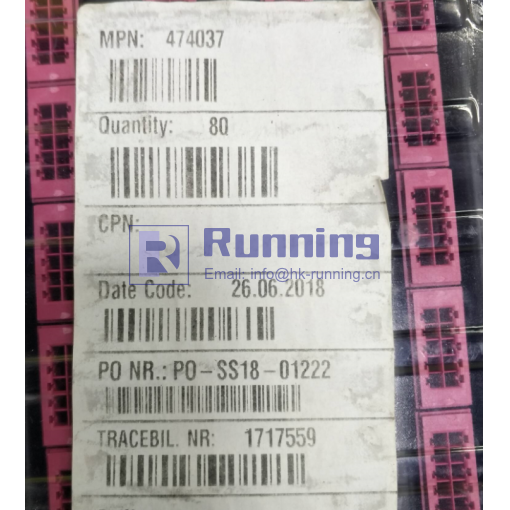 MPN: 474037
Quantity: 80
CPN:
R Running
Email: info@hk-running.cn
Date Code: 26.06.2018
PO NR.: PO-SS18-01222
TRACEBIL. NR: 1717559